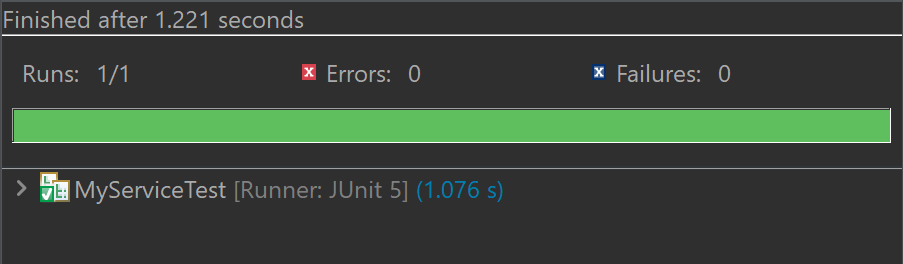 Finished after 1.221 seconds
Runs: 1/1 Errors: 0 Failures: 0
MyServiceTest [Runner: JUnit 5] (1.076 s)